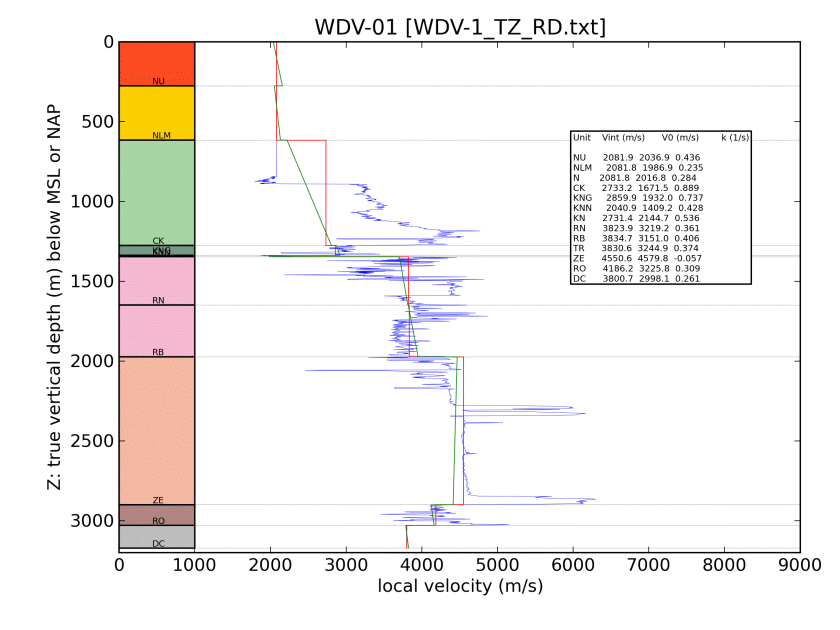 WDV-01 [WDV-1_TZ_RD.txt]
Z: true vertical depth (m) below MSL or NAP
0
500
1000
1500
2000
2500
3000
NU
NLM
CK
KNN
RN
RB
ZE
RO
DC
Unit Vint (m/s) V0 (m/s) k (1/s)
NU 2081.9 2036.9 0.436
NLM 2081.8 1986.9 0.235
N 2081.8 2016.8 0.284
CK 2733.2 1671.5 0.889
KNG 2859.9 1932.0 0.737
KNN 2040.9 1409.2 0.428
KN 2731.4 2144.7 0.536
RN 3823.9 3219.2 0.361
RB 3834.7 3151.0 0.406
TR 3830.6 3244.9 0.374
ZE 4550.6 4579.8 -0.057
RO 4186.2 3225.8 0.309
DC 3800.7 2998.1 0.261
0 1000 2000 3000 4000 5000 6000 7000 8000 9000
local velocity (m/s)